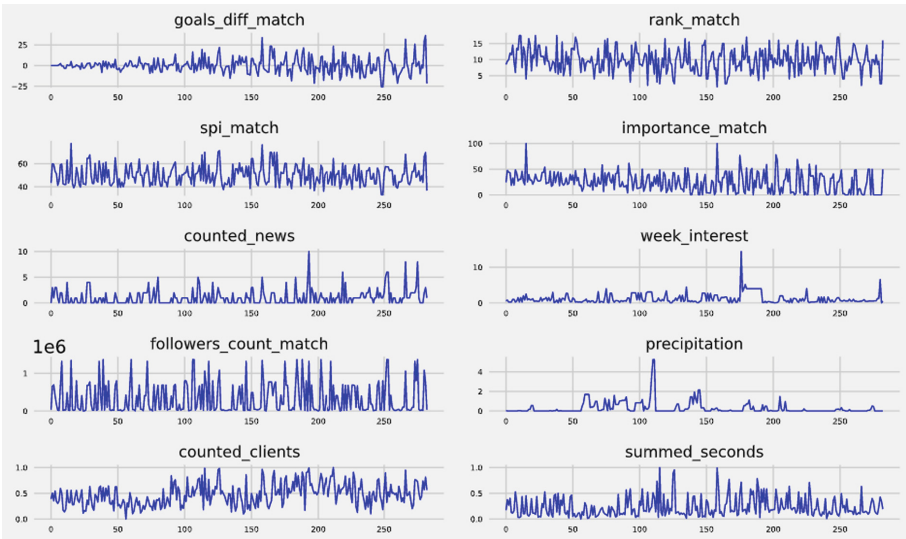 goals_diff_match
25
0
−25
0 50 100 150 200 250
rank_match
15
10
5
0 50 100 150 200 250
spi_match
60
40
0 50 100 150 200 250
importance_match
100
50
0
0 50 100 150 200 250
counted_news
10
5
0
0 50 100 150 200 250
week_interest
10
0
0 50 100 150 200 250
1e6
followers_count_match
1
0
0 50 100 150 200 250
precipitation
4
2
0
0 50 100 150 200 250
counted_clients
1.0
0.5
0.0
0 50 100 150 200 250
summed_seconds
1.0
0.5
0.0
0 50 100 150 200 250